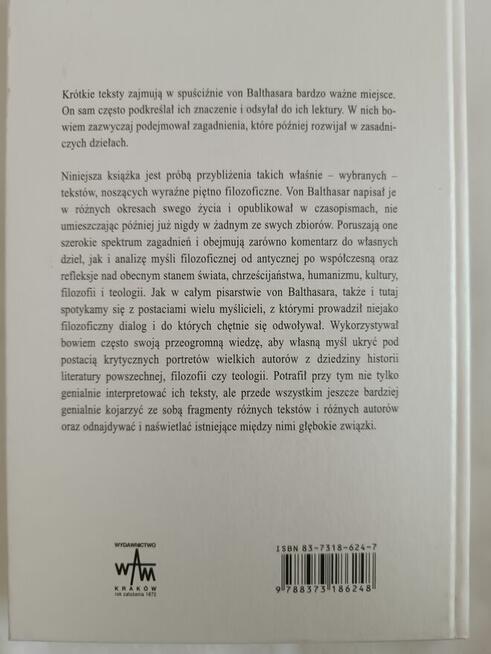 Krótkie teksty zajmują w spuściźnie von Balthasara bardzo ważne miejsce.
On sam często podkreślał ich znaczenie i odsyłał do ich lektury. W nich bo-
wiem zazwyczaj podejmował zagadnienia, które później rozwijał w zasadni-
czych dziełach.
Niniejsza książka jest próbą przybliżenia takich właśnie – wybranych –
tekstów, noszących wyraźne piętno filozoficzne. Von Balthasar napisał je
w różnych okresach swego życia i opublikował w czasopismach, nie
umieszczając później już nigdy w żadnym ze swych zbiorów. Poruszają one
szerokie spektrum zagadnień i obejmują zarówno komentarz do własnych
dzieł, jak i analizę myśli filozoficznej od antycznej po współczesną oraz
refleksje nad obecnym stanem świata, chrześcijaństwa, humanizmu, kultury,
filozofii i teologii. Jak w całym pisarstwie von Balthasara, także i tutaj
spotykamy się z postaciami wielu myślicieli, z którymi prowadził niejako
filozoficzny dialog i do których chętnie się odwoływał. Wykorzystywał
bowiem często swoją przeogromną wiedzę, aby własną myśl ukryć pod
postacią krytycznych portretów wielkich autorów z dziedziny historii
literatury powszechnej, filozofii czy teologii. Potrafił przy tym nie tylko
genialnie interpretować ich teksty, ale przede wszystkim jeszcze bardziej
genialnie kojarzyć ze sobą fragmenty różnych tekstów i różnych autorów
oraz odnajdywać i naświetlać istniejące między nimi głębokie związki.
WYDAWNICTWO
WAM
KRAKÓW
rok założenia 1872
ISBN 83-7318-624-7
9 788373 186248